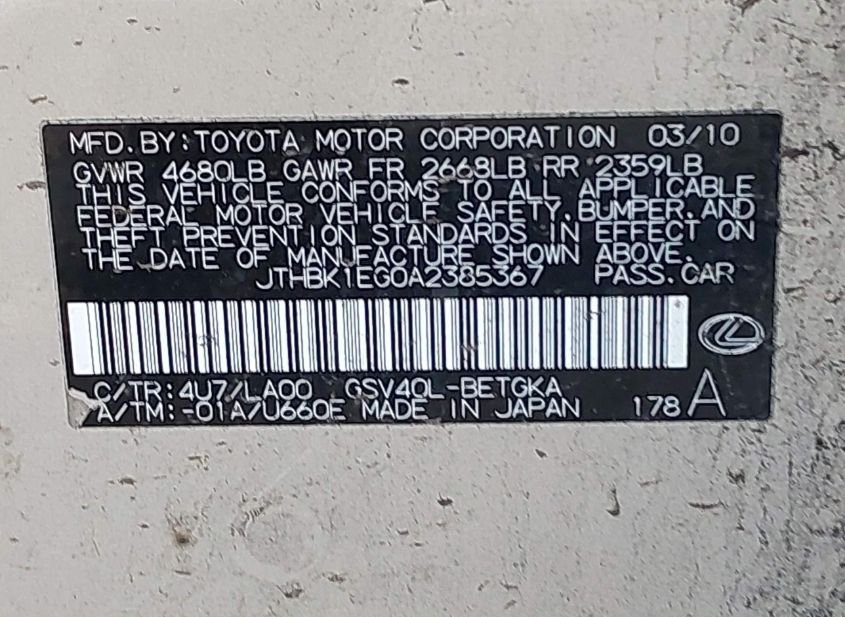 MFD. BY: TOYOTA MOTOR CORPORATION 03/10
GVWR 4680LB GAWR FR 2668LB RR 2359LB
THIS VEHICLE CONFORMS TO ALL APPLICABLE
FEDERAL MOTOR VEHICLE SAFETY, BUMPER, AND
THEFT PREVENTION STANDARDS IN EFFECT ON
THE DATE OF MANUFACTURE SHOWN ABOVE.
JTHBK1EG0A2385367 PASS. CAR
C/TR: 4U7/LA00 GSV40L-BETGKA
A/TM: -01A/U660E MADE IN JAPAN 178 A